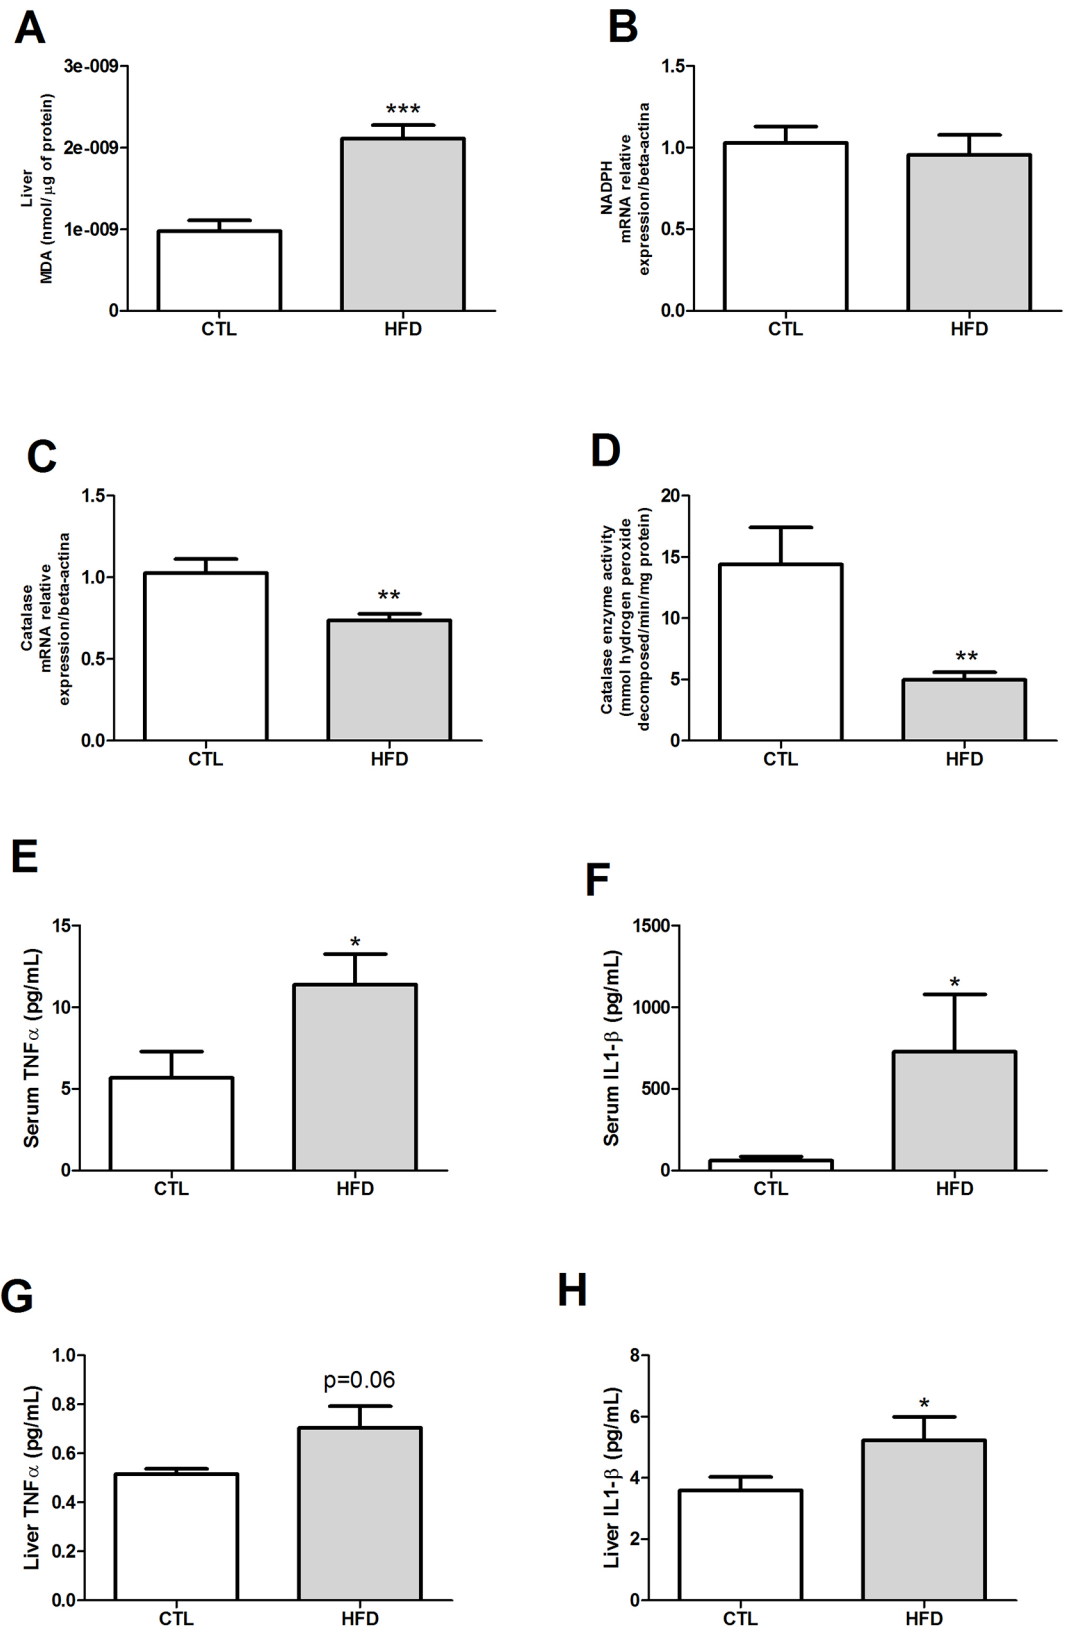 A
Liver
MDA (nmol/μg of protein)
3e-009
2e-009
1e-009
0
***
CTL
HFD
B
NADPH
mRNA relative
expression/beta-actina
1.5
1.0
0.5
0.0
CTL
HFD
C
Catalase
mRNA relative
expression/beta-actina
1.5
1.0
0.5
0.0
**
CTL
HFD
D
Catalase enzyme activity
(mmol hydrogen peroxide
decomposed/min/mg protein)
20
15
10
5
0
**
CTL
HFD
E
Serum TNFα (pg/mL)
15
10
5
0
*
CTL
HFD
F
Serum IL1-β (pg/mL)
1500
1000
500
0
*
CTL
HFD
G
Liver TNFα (pg/mL)
1.0
0.8
0.6
0.4
0.2
0.0
p=0.06
CTL
HFD
H
Liver IL1-β (pg/mL)
8
6
4
2
0
*
CTL
HFD